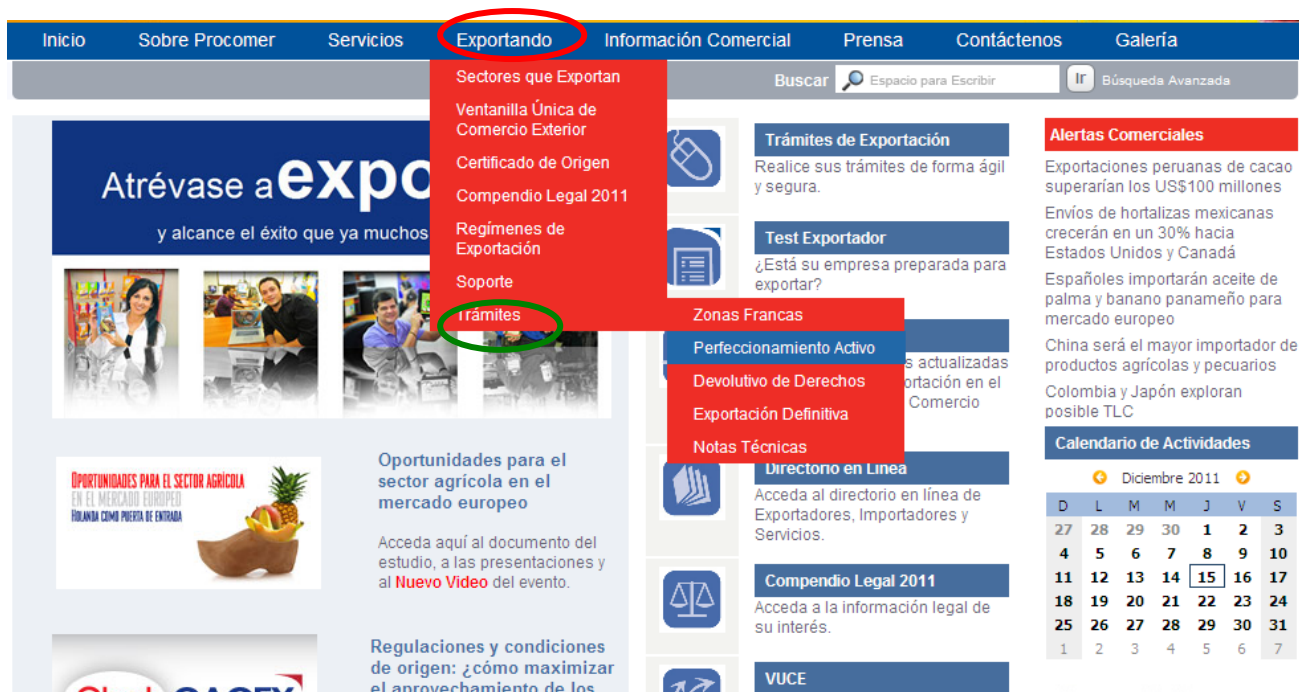 Inicio Sobre Procomer Servicios Exportando Información Comercial Prensa Contáctenos Galería
Buscar Espacio para Escribir Ir Búsqueda Avanzada
Sectores que Exportan
Ventanilla Única de
Comercio Exterior
Certificado de Origen
Compendio Legal 2011
Regímenes de
Exportación
Soporte
Trámites
Zonas Francas
Perfeccionamiento Activo
Devolutivo de Derechos
Exportación Definitiva
Notas Técnicas
Atrévase a expo
y alcance el éxito que ya muchos
OPORTUNIDADES PARA EL SECTOR AGRÍCOLA
EN EL MERCADO EUROPEO
HOLANDA COMO PUERTA DE ENTRADA
Oportunidades para el
sector agrícola en el
mercado europeo
Acceda aquí al documento del
estudio, a las presentaciones y
al Nuevo Video del evento.
Regulaciones y condiciones
de origen: ¿cómo maximizar
el aprovechamiento de los
Trámites de Exportación
Realice sus trámites de forma ágil
y segura.
Test Exportador
¿Está su empresa preparada para
exportar?
s actualizadas
ortación en el
Comercio
Directorio en Línea
Acceda al directorio en línea de
Exportadores, Importadores y
Servicios.
Compendio Legal 2011
Acceda a la información legal de
su interés.
VUCE
Alertas Comerciales
Exportaciones peruanas de cacao
superarían los US$100 millones
Envíos de hortalizas mexicanas
crecerán en un 30% hacia
Estados Unidos y Canadá
Españoles importarán aceite de
palma y banano panameño para
mercado europeo
China será el mayor importador de
productos agrícolas y pecuarios
Colombia y Japón exploran
posible TLC
Calendario de Actividades
Diciembre 2011
D L M M J V S
27 28 29 30 1 2 3
4 5 6 7 8 9 10
11 12 13 14 15 16 17
18 19 20 21 22 23 24
25 26 27 28 29 30 31
1 2 3 4 5 6 7